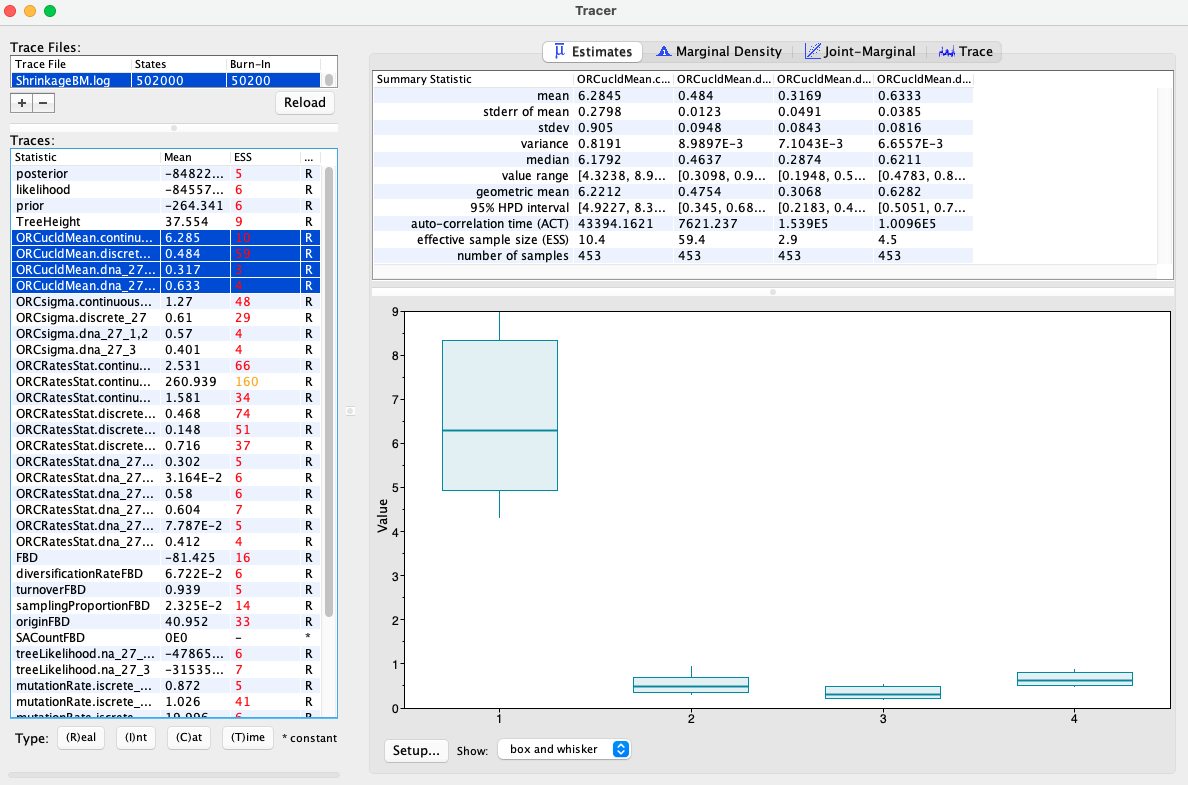 Tracer
Trace Files:
Trace File States Burn-In
ShrinkageBM.log 502000 50200
+ −
Reload
Traces:
Statistic Mean ESS ...
posterior -84822... 5 R
likelihood -84557... 6 R
prior -264.341 6 R
TreeHeight 37.554 9 R
ORCucldMean.continu... 6.285 10 R
ORCucldMean.discret... 0.484 59 R
ORCucldMean.dna_27... 0.317 3 R
ORCucldMean.dna_27... 0.633 4 R
ORCsigma.continuous... 1.27 48 R
ORCsigma.discrete_27 0.61 29 R
ORCsigma.dna_27_1,2 0.57 4 R
ORCsigma.dna_27_3 0.401 4 R
ORCRatesStat.continu... 2.531 66 R
ORCRatesStat.continu... 260.939 160 R
ORCRatesStat.continu... 1.581 34 R
ORCRatesStat.discrete... 0.468 74 R
ORCRatesStat.discrete... 0.148 51 R
ORCRatesStat.discrete... 0.716 37 R
ORCRatesStat.dna_27... 0.302 5 R
ORCRatesStat.dna_27... 3.164E-2 6 R
ORCRatesStat.dna_27... 0.58 6 R
ORCRatesStat.dna_27... 0.604 7 R
ORCRatesStat.dna_27... 7.787E-2 5 R
ORCRatesStat.dna_27... 0.412 4 R
FBD -81.425 16 R
diversificationRateFBD 6.722E-2 6 R
turnoverFBD 0.939 5 R
samplingProportionFBD 2.325E-2 14 R
originFBD 40.952 33 R
SACountFBD 0E0 - *
treeLikelihood.na_27_... -47865... 6 R
treeLikelihood.na_27_3 -31535... 7 R
mutationRate.iscrete_... 0.872 5 R
mutationRate.iscrete_... 1.026 41 R
mutationRate.iscrete 19.996 6 R
Type: (R)eal (I)nt (C)at (T)ime * constant
Estimates Marginal Density Joint-Marginal Trace
Summary Statistic ORCucldMean.c... ORCucldMean.d... ORCucldMean.d... ORCucldMean.d...
mean 6.2845 0.484 0.3169 0.6333
stderr of mean 0.2798 0.0123 0.0491 0.0385
stdev 0.905 0.0948 0.0843 0.0816
variance 0.8191 8.9897E-3 7.1043E-3 6.6557E-3
median 6.1792 0.4637 0.2874 0.6211
value range [4.3238, 8.9... [0.3098, 0.9... [0.1948, 0.5... [0.4783, 0.8...
geometric mean 6.2212 0.4754 0.3068 0.6282
95% HPD interval [4.9227, 8.3... [0.345, 0.68... [0.2183, 0.4... [0.5051, 0.7...
auto-correlation time (ACT) 43394.1621 7621.237 1.539E5 1.0096E5
effective sample size (ESS) 10.4 59.4 2.9 4.5
number of samples 453 453 453 453
9
8
7
6
5
4
3
2
1
0
Value
1 2 3 4
Setup... Show: box and whisker